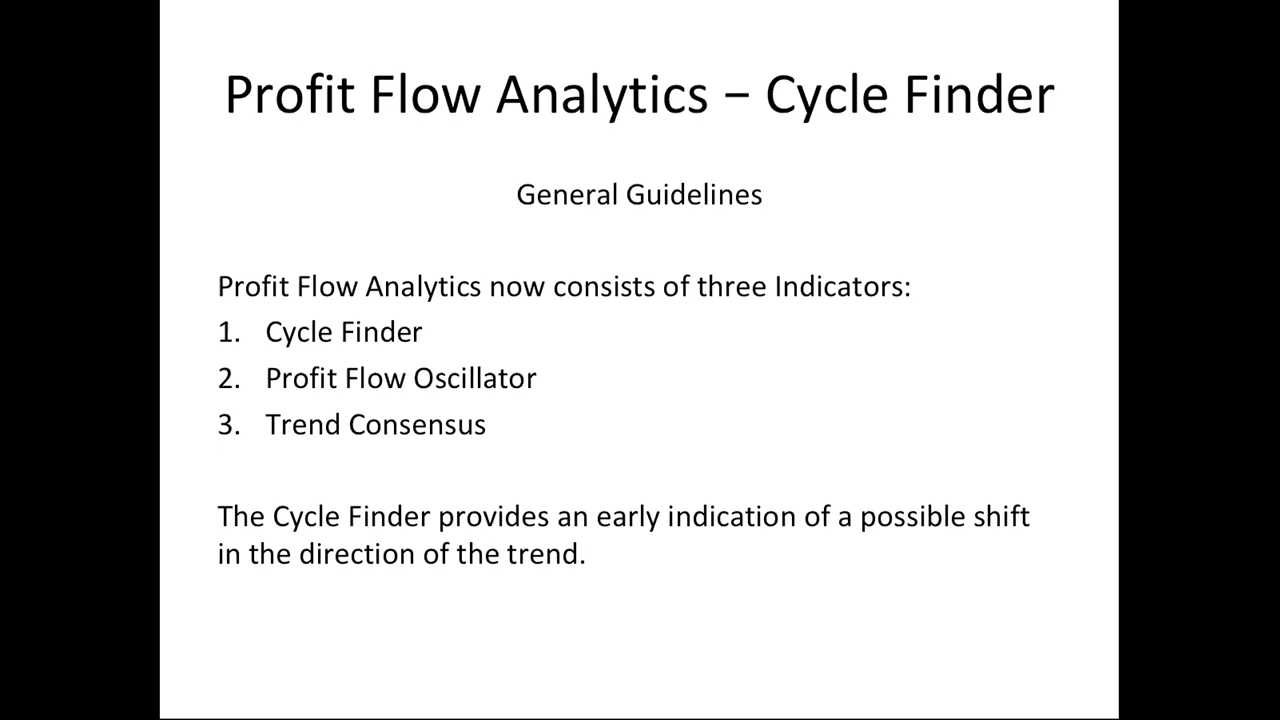 Profit Flow Analytics – Cycle Finder
General Guidelines
Profit Flow Analytics now consists of three Indicators:
1. Cycle Finder
2. Profit Flow Oscillator
3. Trend Consensus
The Cycle Finder provides an early indication of a possible shift
in the direction of the trend.